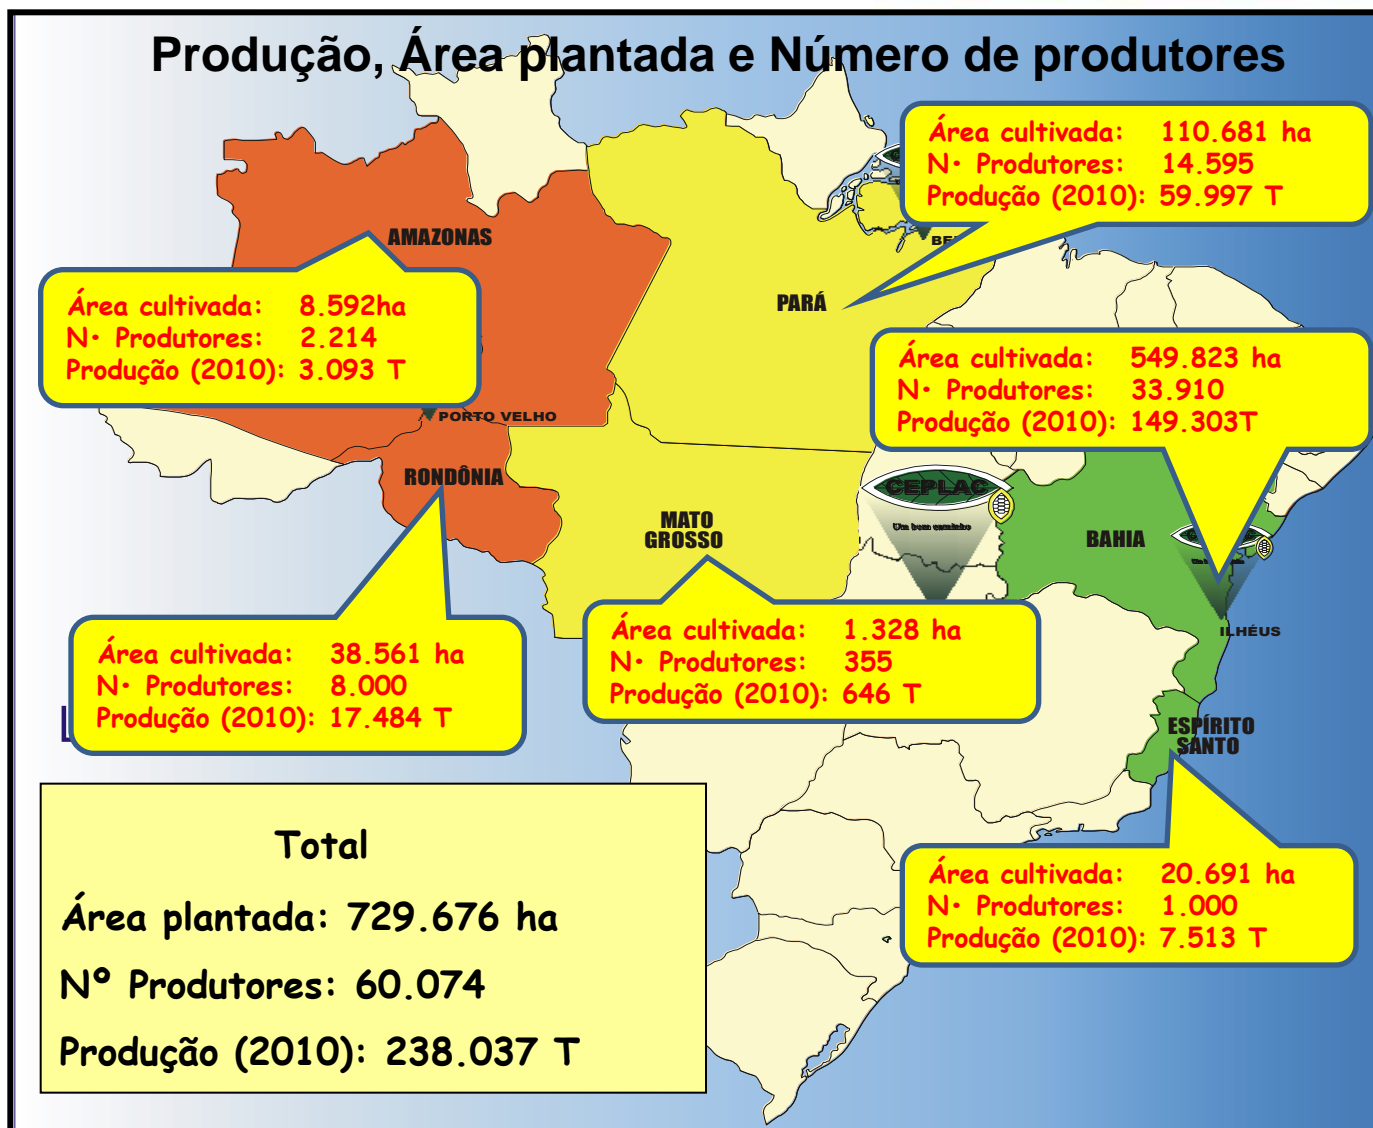 Produção, Área plantada e Número de produtores
Área cultivada: 110.681 ha
N· Produtores: 14.595
Produção (2010): 59.997 T
AMAZONAS
PARÁ
Área cultivada: 8.592ha
N· Produtores: 2.214
Produção (2010): 3.093 T
Área cultivada: 549.823 ha
N· Produtores: 33.910
Produção (2010): 149.303T
PORTO VELHO
RONDÔNIA
CEPLAC
Um bom caminho
MATO
GROSSO
BAHIA
ILHÉUS
Área cultivada: 38.561 ha
N· Produtores: 8.000
Produção (2010): 17.484 T
Área cultivada: 1.328 ha
N· Produtores: 355
Produção (2010): 646 T
ESPÍRITO
SANTO
Total
Área plantada: 729.676 ha
Nº Produtores: 60.074
Produção (2010): 238.037 T
Área cultivada: 20.691 ha
N· Produtores: 1.000
Produção (2010): 7.513 T